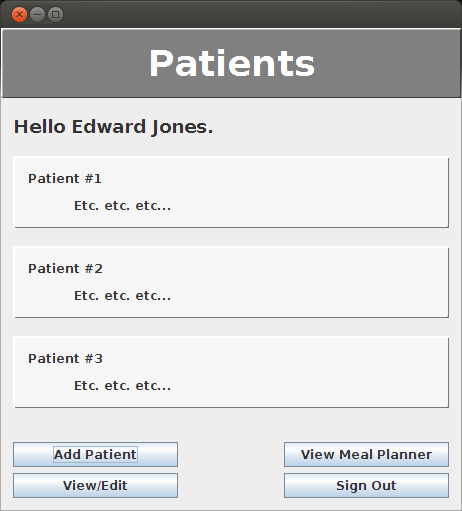 Patients
Hello Edward Jones.
Patient #1
Etc. etc. etc...
Patient #2
Etc. etc. etc...
Patient #3
Etc. etc. etc...
Add Patient
View Meal Planner
View/Edit
Sign Out